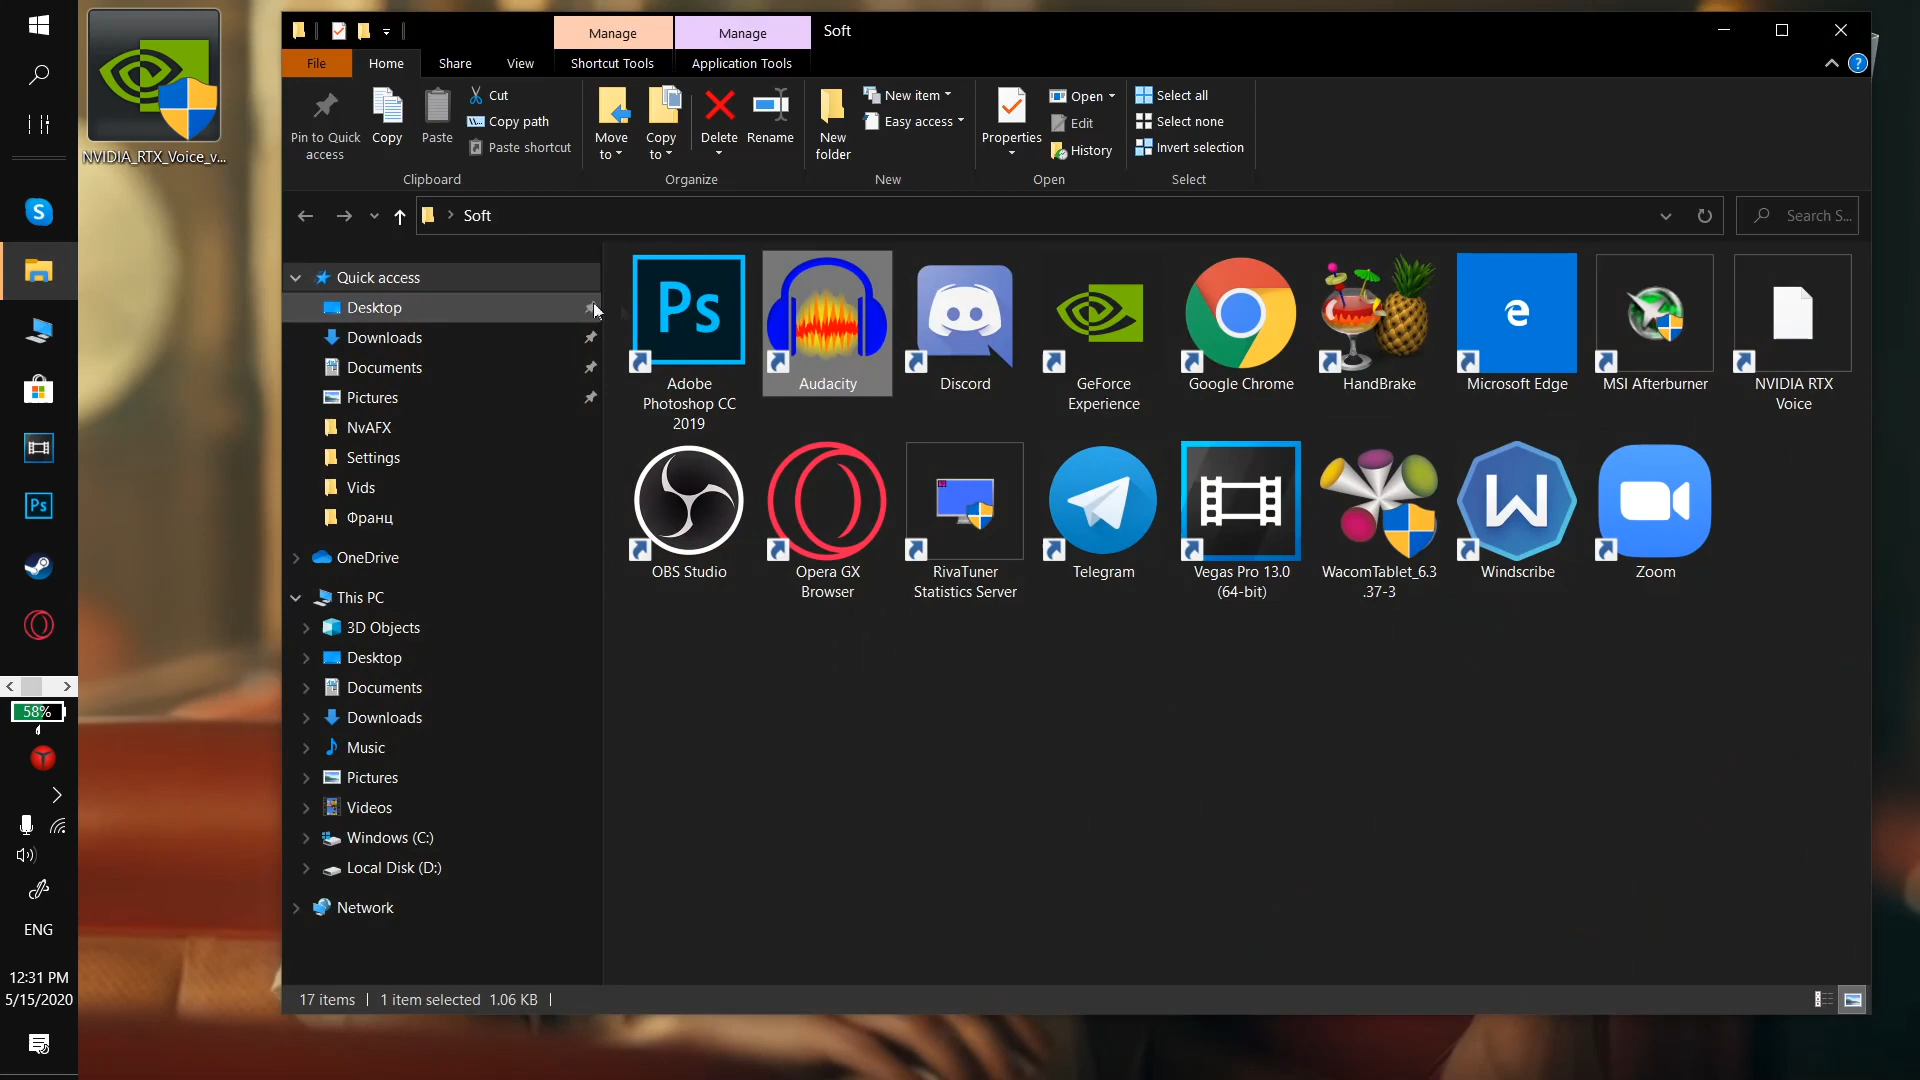 NVIDIA_RTX_Voice_v...
Manage
Manage
Soft
File
Home
Share
View
Shortcut Tools
Application Tools
Pin to Quick
access
Copy
Paste
Cut
Copy path
Paste shortcut
Clipboard
Move
to
Copy
to
Delete
Rename
Organize
New
folder
New item
Easy access
New
Properties
Open
Edit
History
Open
Select all
Select none
Invert selection
Select
Soft
Search S...
Quick access
Desktop
Downloads
Documents
Pictures
NvAFX
Settings
Vids
Франц
OneDrive
This PC
3D Objects
Desktop
Documents
Downloads
Music
Pictures
Videos
Windows (C:)
Local Disk (D:)
Network
Ps
Adobe
Photoshop CC
2019
Audacity
Discord
GeForce
Experience
Google Chrome
HandBrake
e
Microsoft Edge
MSI Afterburner
NVIDIA RTX
Voice
OBS Studio
Opera GX
Browser
RivaTuner
Statistics Server
Telegram
Vegas Pro 13.0
(64-bit)
WacomTablet_6.3
.37-3
W
Windscribe
Zoom
17 items
1 item selected 1.06 KB
S
Ps
58%
ENG
12:31 PM
5/15/2020